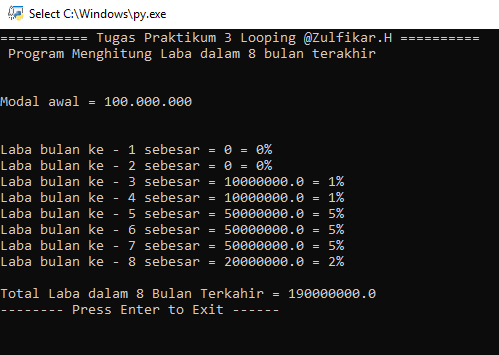 Select C:\Windows\py.exe
=========== Tugas Praktikum 3 Looping @Zulfikar.H ==========
Program Menghitung Laba dalam 8 bulan terakhir
Modal awal = 100.000.000
Laba bulan ke - 1 sebesar = 0 = 0%
Laba bulan ke - 2 sebesar = 0 = 0%
Laba bulan ke - 3 sebesar = 10000000.0 = 1%
Laba bulan ke - 4 sebesar = 10000000.0 = 1%
Laba bulan ke - 5 sebesar = 50000000.0 = 5%
Laba bulan ke - 6 sebesar = 50000000.0 = 5%
Laba bulan ke - 7 sebesar = 50000000.0 = 5%
Laba bulan ke - 8 sebesar = 20000000.0 = 2%
Total Laba dalam 8 Bulan Terkahir = 190000000.0
-------- Press Enter to Exit ------